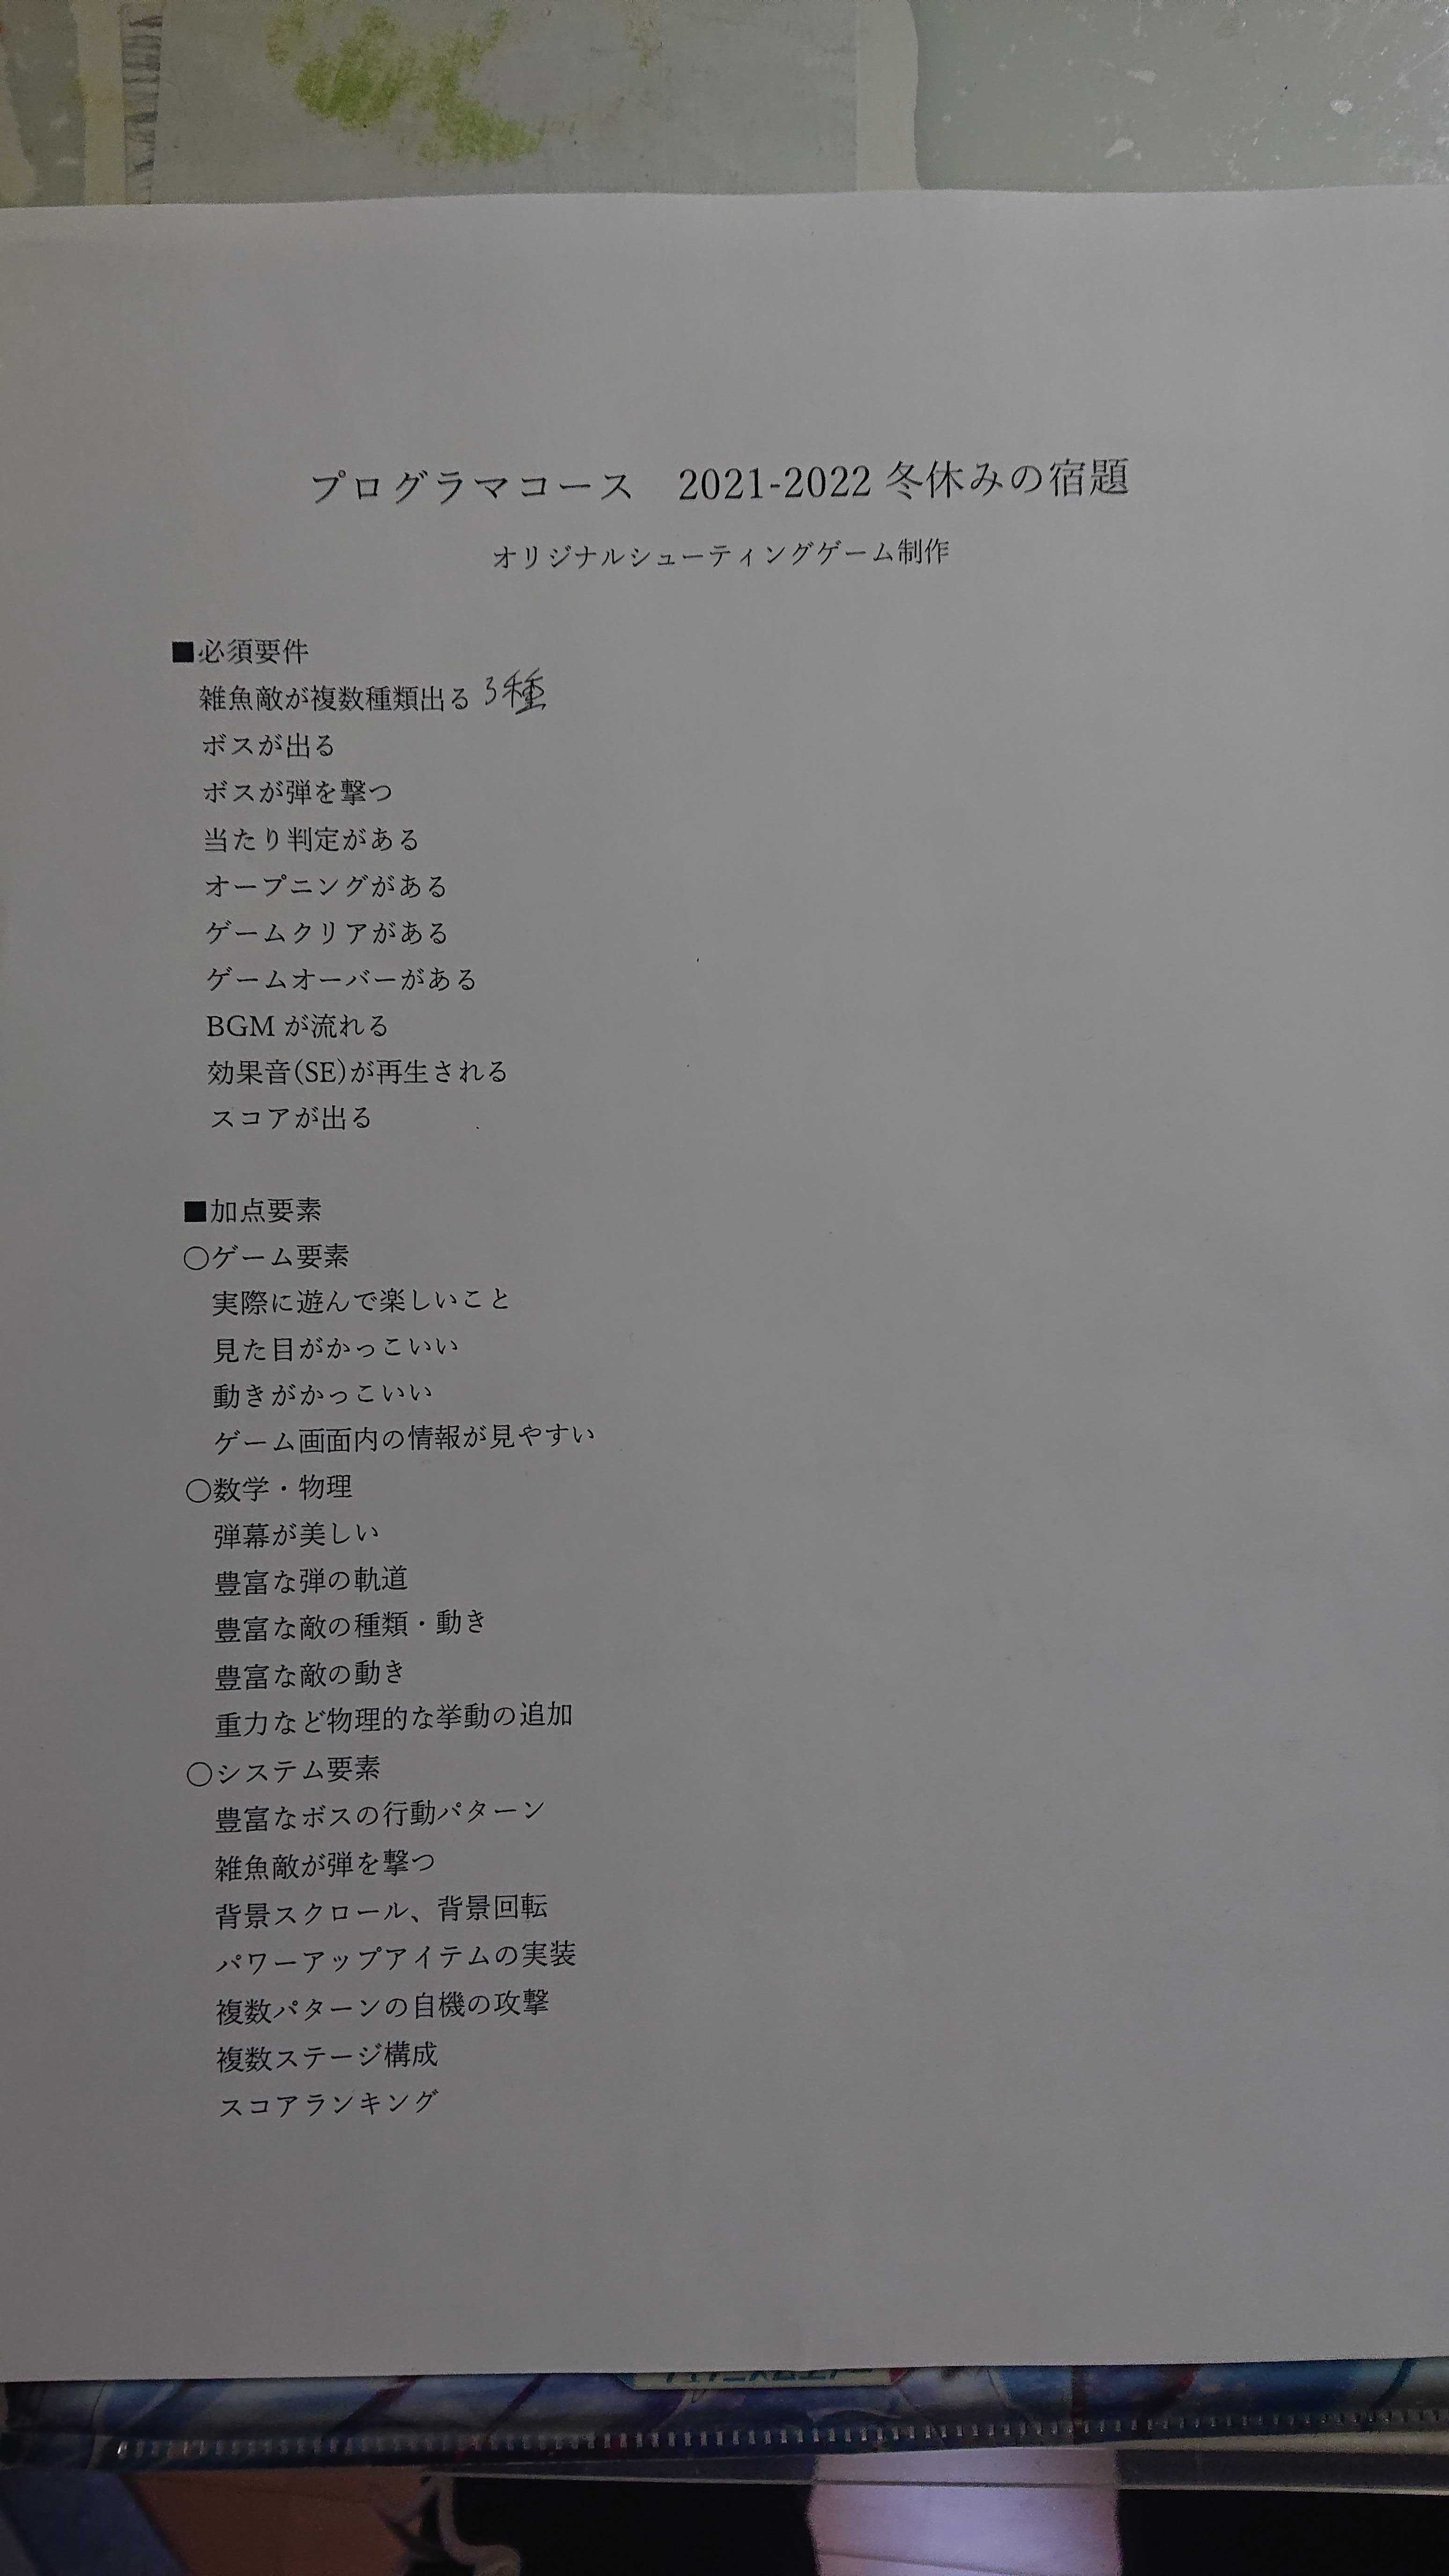 プログラマコース　2021-2022 冬休みの宿題
オリジナルシューティングゲーム制作
■必須要件
雑魚敵が複数種類出る 3種
ボスが出る
ボスが弾を撃つ
当たり判定がある
オープニングがある
ゲームクリアがある
ゲームオーバーがある
BGM が流れる
効果音(SE)が再生される
スコアが出る
■加点要素
○ゲーム要素
実際に遊んで楽しいこと
見た目がかっこいい
動きがかっこいい
ゲーム画面内の情報が見やすい
○数学・物理
弾幕が美しい
豊富な弾の軌道
豊富な敵の種類・動き
豊富な敵の動き
重力など物理的な挙動の追加
○システム要素
豊富なボスの行動パターン
雑魚敵が弾を撃つ
背景スクロール、背景回転
パワーアップアイテムの実装
複数パターンの自機の攻撃
複数ステージ構成
スコアランキング